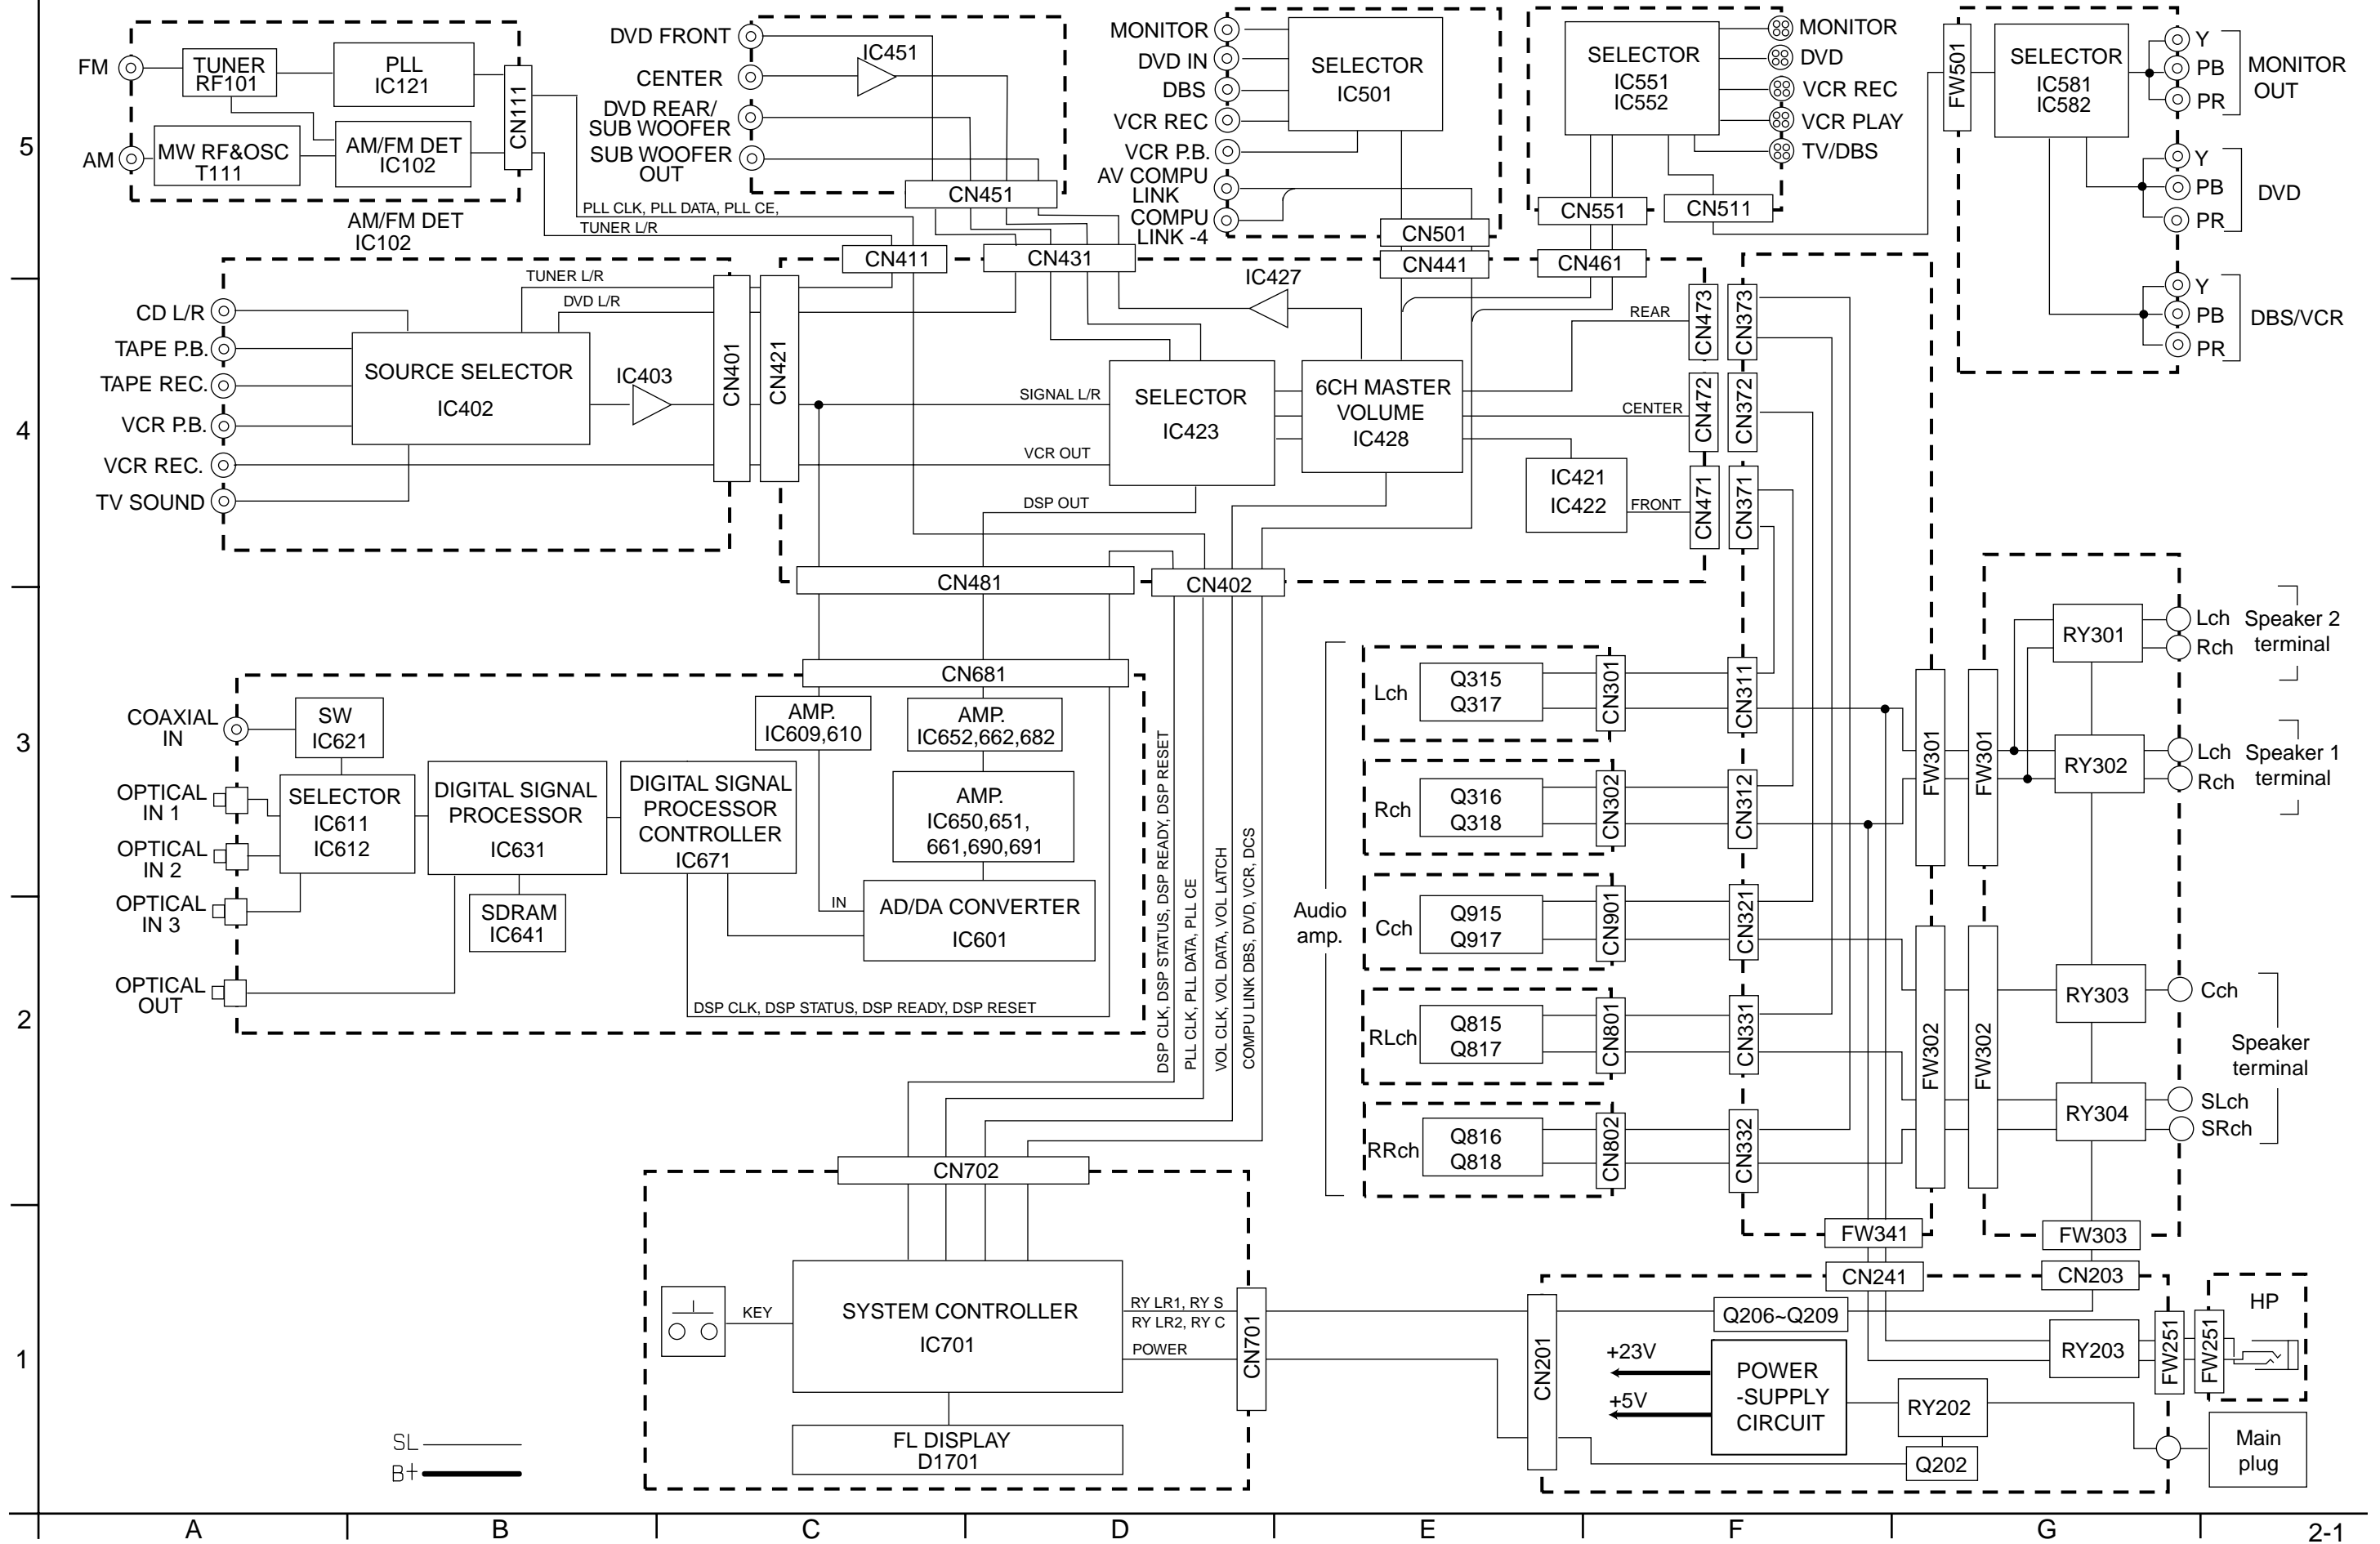 5
4
3
2
1
FM
AM
TUNER
RF101
PLL
IC121
MW RF&OSC
T111
AM/FM DET
IC102
CN111
AM/FM DET
IC102
PLL CLK, PLL DATA, PLL CE,
TUNER L/R
DVD FRONT
CENTER
DVD REAR/
SUB WOOFER
SUB WOOFER
OUT
IC451
CN451
MONITOR
DVD IN
DBS
VCR REC
VCR P.B.
AV COMPU
LINK
COMPU
LINK -4
SELECTOR
IC501
CN501
SELECTOR
IC551
IC552
MONITOR
DVD
VCR REC
VCR PLAY
TV/DBS
CN551
CN511
FW501
SELECTOR
IC581
IC582
Y
PB
PR
MONITOR
OUT
Y
PB
PR
DVD
Y
PB
PR
DBS/VCR
CN411
CN431
CN441
CN461
CD L/R
TAPE P.B.
TAPE REC.
VCR P.B.
VCR REC.
TV SOUND
TUNER L/R
DVD L/R
SOURCE SELECTOR
IC402
IC403
CN401
CN421
IC427
SIGNAL L/R
VCR OUT
DSP OUT
SELECTOR
IC423
6CH MASTER
VOLUME
IC428
REAR
CENTER
FRONT
IC421
IC422
CN473
CN472
CN471
CN373
CN372
CN371
CN481
CN402
CN681
COAXIAL
IN
OPTICAL
IN 1
OPTICAL
IN 2
OPTICAL
IN 3
OPTICAL
OUT
SW
IC621
SELECTOR
IC611
IC612
DIGITAL SIGNAL
PROCESSOR
IC631
SDRAM
IC641
DIGITAL SIGNAL
PROCESSOR
CONTROLLER
IC671
AMP.
IC609,610
AMP.
IC652,662,682
AMP.
IC650,651,
661,690,691
IN
AD/DA CONVERTER
IC601
DSP CLK, DSP STATUS, DSP READY, DSP RESET
DSP CLK, DSP STATUS, DSP READY, DSP RESET
PLL CLK, PLL DATA, PLL CE
VOL CLK, VOL DATA, VOL LATCH
COMPU LINK DBS, DVD, VCR, DCS
Audio
amp.
Lch
Q315
Q317
CN301
CN311
Rch
Q316
Q318
CN302
CN312
Cch
Q915
Q917
CN901
CN321
RLch
Q815
Q817
CN801
CN331
RRch
Q816
Q818
CN802
CN332
FW301
FW301
FW302
FW302
RY301
RY302
RY303
RY304
Lch
Rch
Speaker 2
terminal
Lch
Rch
Speaker 1
terminal
Cch
SLch
SRch
Speaker
terminal
FW341
FW303
CN241
CN203
CN702
KEY
SYSTEM CONTROLLER
IC701
FL DISPLAY
D1701
RY LR1, RY S
RY LR2, RY C
POWER
CN701
CN201
Q206~Q209
+23V
+5V
POWER
-SUPPLY
CIRCUIT
RY203
RY202
Q202
FW251
FW251
HP
Main
plug
SL
B+
A
B
C
D
E
F
G
2-1